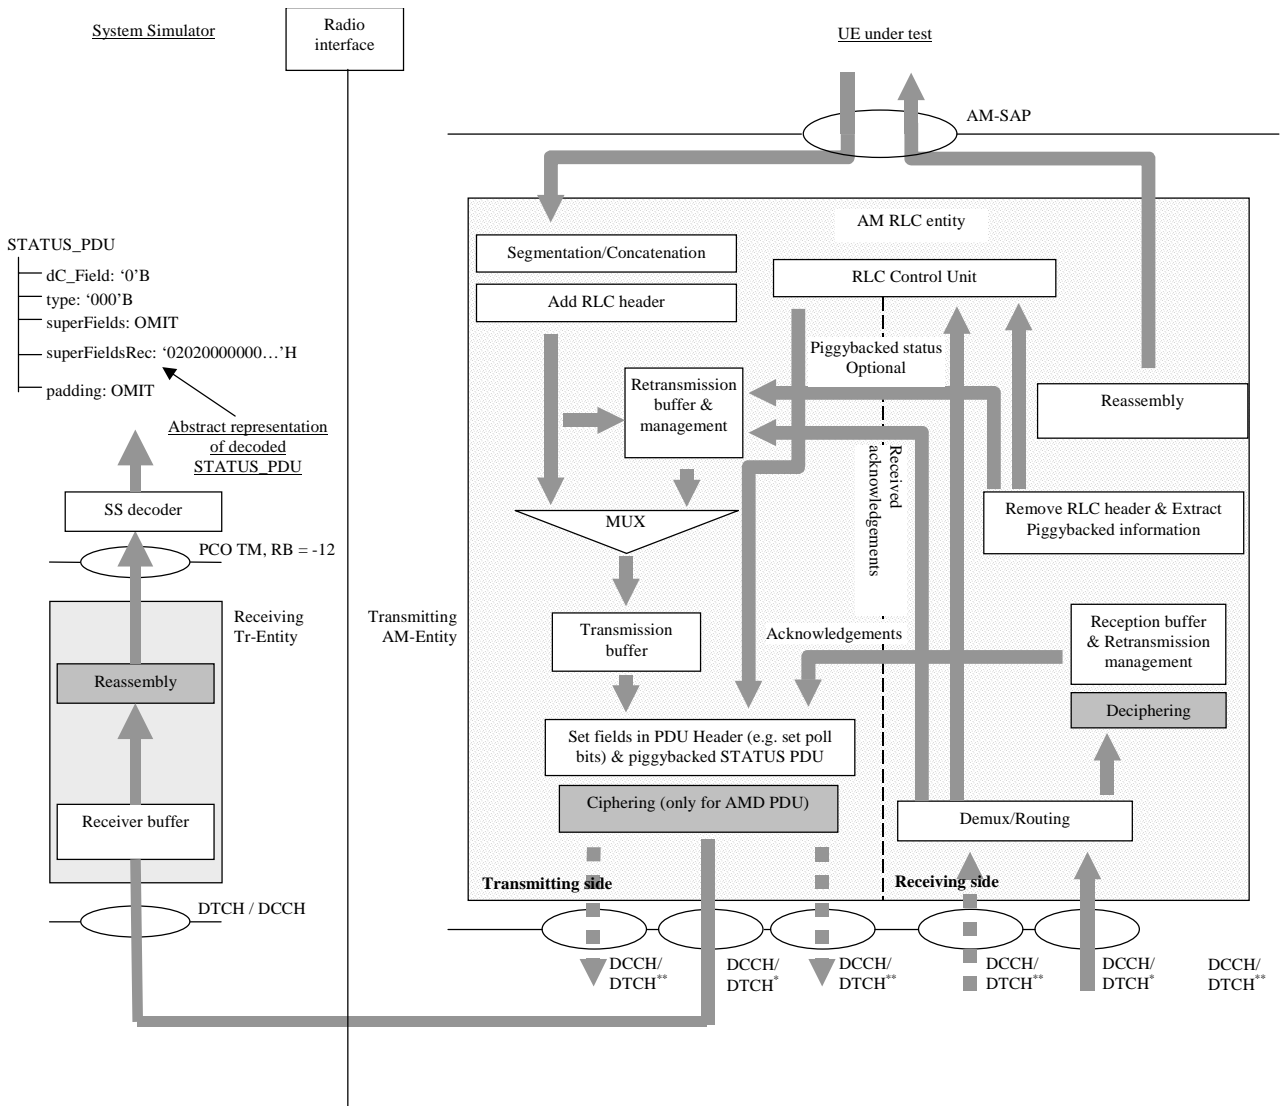 System Simulator
Radio
interface
UE under test
AM-SAP
AM RLC entity
STATUS_PDU
dC_Field: ‘0’B
type: ‘000’B
superFields: OMIT
superFieldsRec: ‘02020000000…’H
padding: OMIT
Abstract representation
of decoded
STATUS_PDU
SS decoder
PCO TM, RB = -12
Receiving
Tr-Entity
Reassembly
Receiver buffer
DTCH / DCCH
Transmitting
AM-Entity
Segmentation/Concatenation
Add RLC header
RLC Control Unit
Piggybacked status
Optional
Retransmission
buffer &
management
Reassembly
Received
acknowledgements
MUX
Remove RLC header & Extract
Piggybacked information
Transmission
buffer
Acknowledgements
Reception buffer
& Retransmission
management
Deciphering
Set fields in PDU Header (e.g. set poll
bits) & piggybacked STATUS PDU
Ciphering (only for AMD PDU)
Demux/Routing
Transmitting side
Receiving side
DCCH/
DTCH**
DCCH/
DTCH*
DCCH/
DTCH**
DCCH/
DTCH**
DCCH/
DTCH*
DCCH/
DTCH**